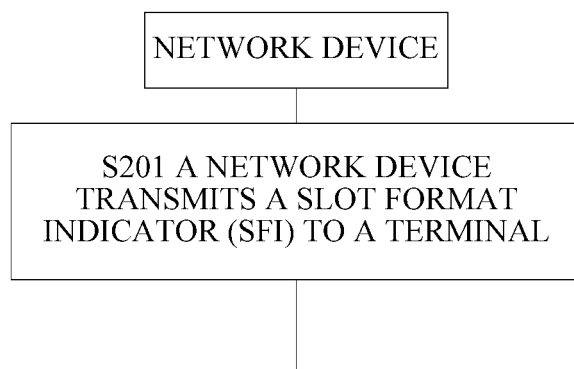 NETWORK DEVICE
S201 A NETWORK DEVICE
TRANSMITS A SLOT FORMAT
INDICATOR (SFI) TO A TERMINAL